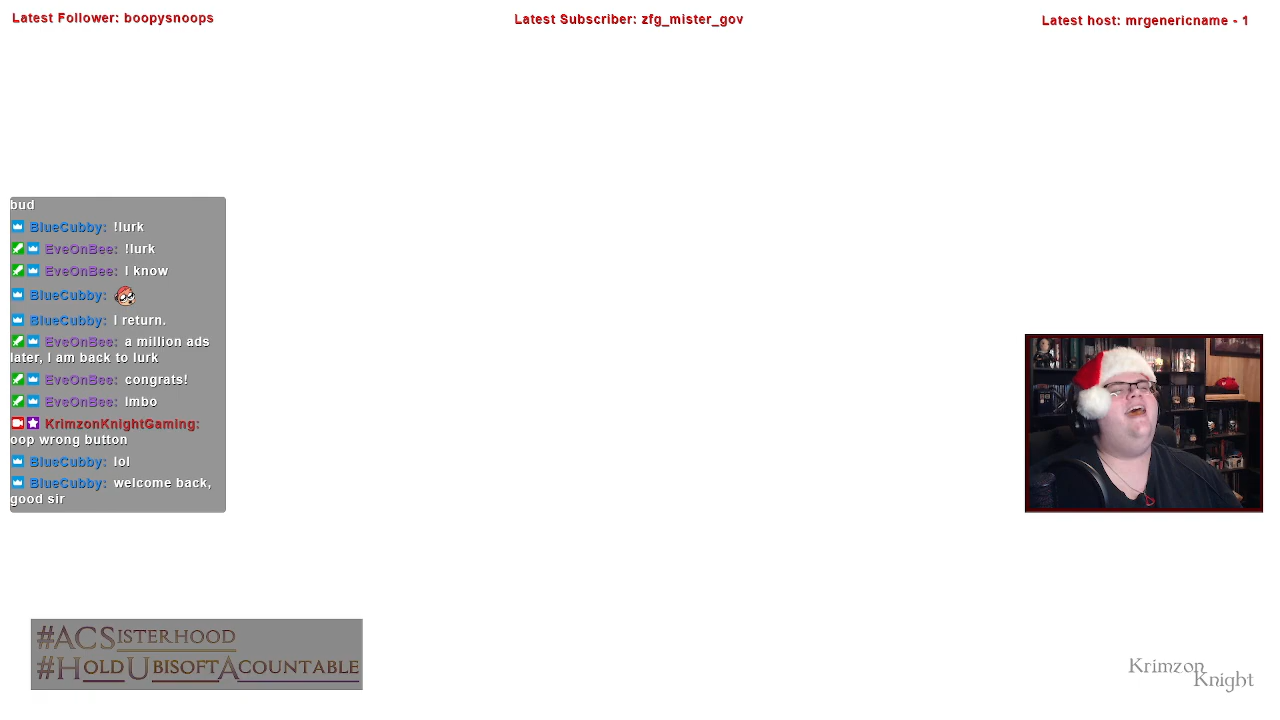 Latest Follower: boopysnoops
Latest Subscriber: zfg_mister_gov
Latest host: mrgenericname - 1
bud
BlueCubby: !lurk
EveOnBee: !lurk
EveOnBee: I know
BlueCubby:
BlueCubby: I return.
EveOnBee: a million ads
later, I am back to lurk
EveOnBee: congrats!
EveOnBee: lmbo
KrimzonKnightGaming:
oop wrong button
BlueCubby: lol
BlueCubby: welcome back,
good sir
#ACSisterhood
#HoldUbisoftAcountable
Krimzon
Knight